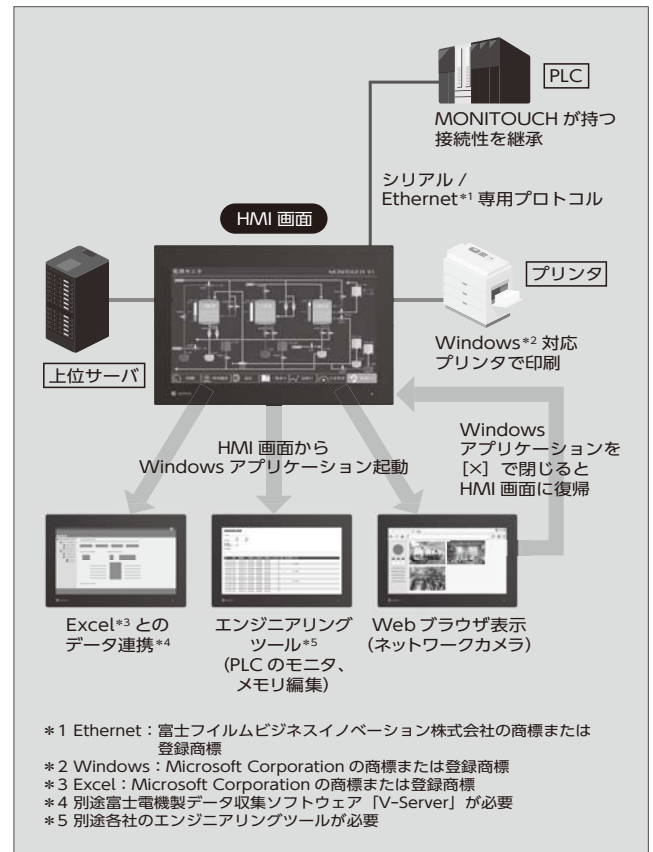 PLC
MONITOUCH が持つ
接続性を継承
シリアル /
Ethernet*1 専用プロトコル
HMI 画面
監視モニタ
MONITOUCH X1
プリンタ
Windows*2 対応
プリンタで印刷
上位サーバ
HMI 画面から
Windows アプリケーション起動
Windows
アプリケーションを
[×] で閉じると
HMI 画面に復帰
Excel*3 との
データ連携*4
エンジニアリング
ツール*5
(PLC のモニタ、
メモリ編集)
Web ブラウザ表示
(ネットワークカメラ)
*1 Ethernet：富士フイルムビジネスイノベーション株式会社の商標または
登録商標
*2 Windows：Microsoft Corporation の商標または登録商標
*3 Excel：Microsoft Corporation の商標または登録商標
*4 別途富士電機製データ収集ソフトウェア「V-Server」が必要
*5 別途各社のエンジニアリングツールが必要